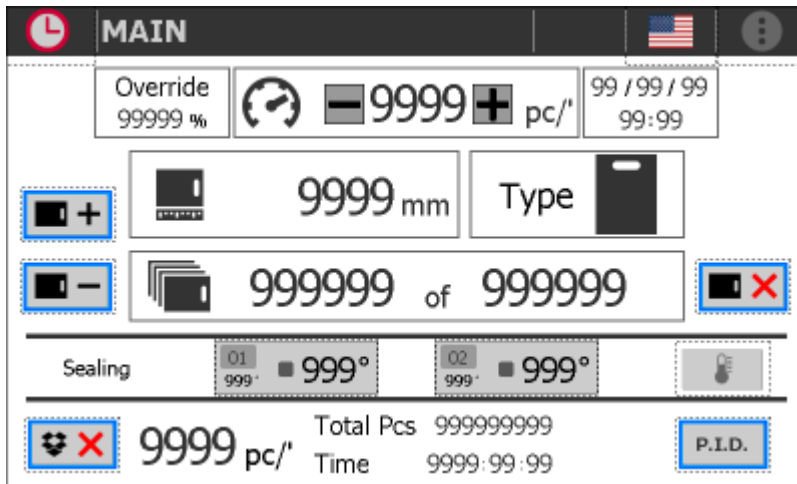 MAIN
Override
99999 %
9999 pc/'
99 / 99 / 99
99:99
9999 mm
Type
+
−
999999 of 999999
Sealing
01
999°
999°
02
999°
999°
9999 pc/'
Total Pcs 999999999
Time 9999:99:99
P.I.D.